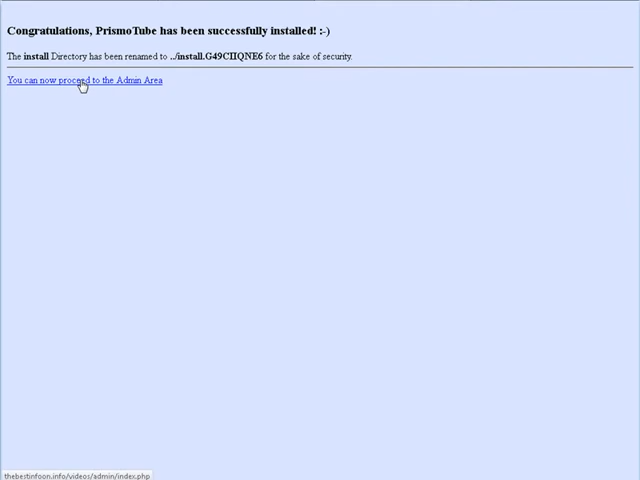 Congratulations, PrismoTube has been successfully installed! :-)
The install Directory has been renamed to ../install.G49CIIQNE6 for the sake of security.
You can now proceed to the Admin Area
thebestinfoon.info/videos/admin/index.php